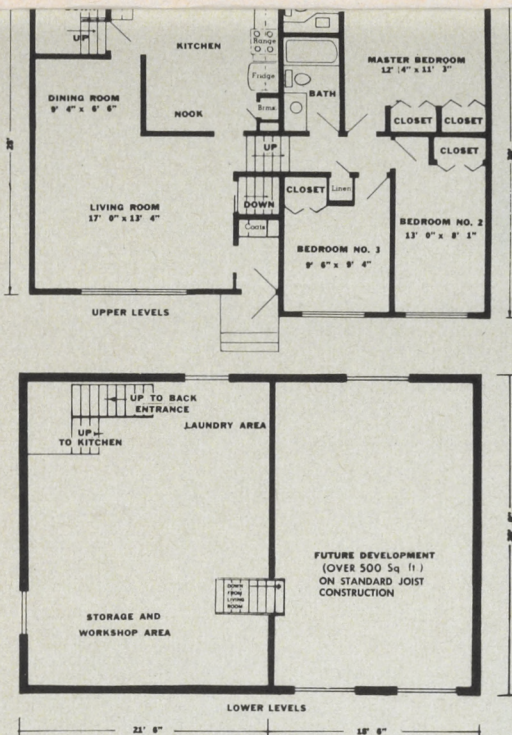 UP
KITCHEN
Range
Fridge
MASTER BEDROOM
12' 4" x 11' 3"
DINING ROOM
9' 4" x 6' 6"
BATH
NOOK
Brms.
CLOSET
CLOSET
UP
CLOSET
CLOSET
Linen
DOWN
LIVING ROOM
17' 0" x 13' 4"
Coats
BEDROOM NO. 2
13' 0" x 8' 1"
BEDROOM NO. 3
9' 6" x 9' 4"
UPPER LEVELS
UP TO BACK
ENTRANCE
UP
TO KITCHEN
LAUNDRY AREA
FUTURE DEVELOPMENT
(OVER 500 Sq ft)
ON STANDARD JOIST
CONSTRUCTION
DOWN
FROM
LIVING
ROOM
STORAGE AND
WORKSHOP AREA
LOWER LEVELS
21' 6"
18' 6"